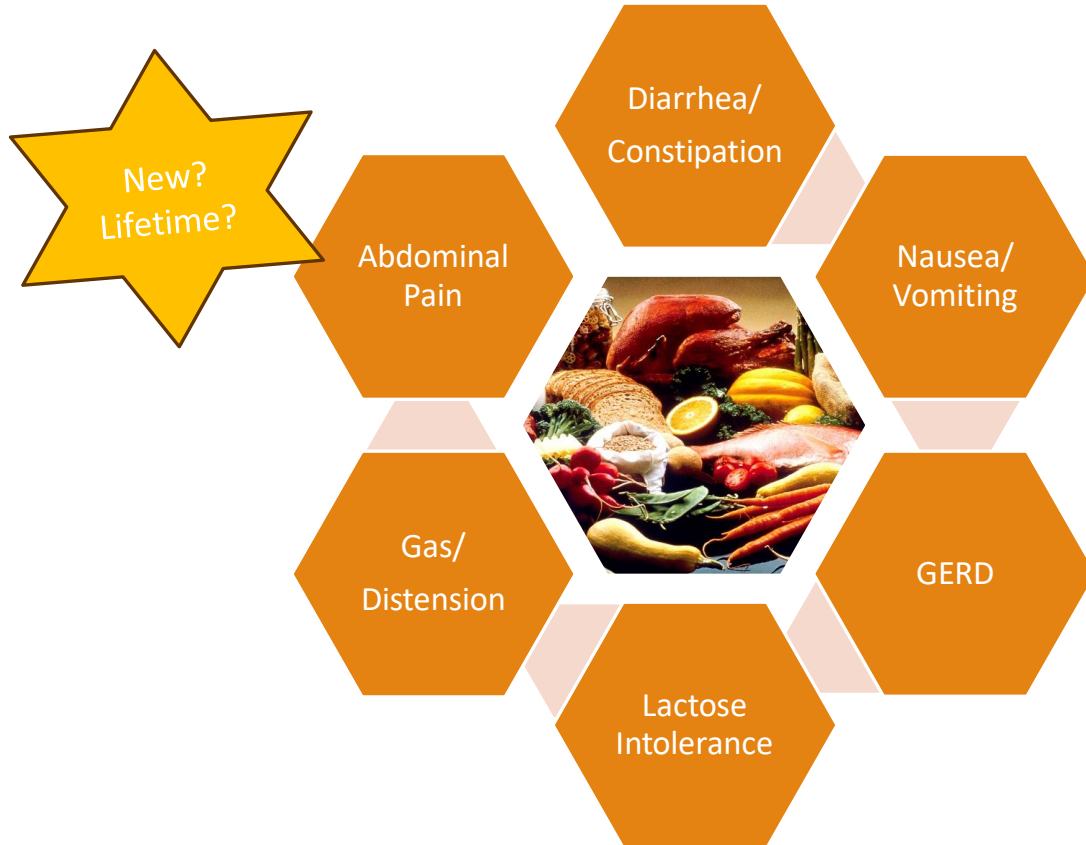 New?
Lifetime?
Diarrhea/
Constipation
Nausea/
Vomiting
GERD
Lactose
Intolerance
Gas/
Distension
Abdominal
Pain